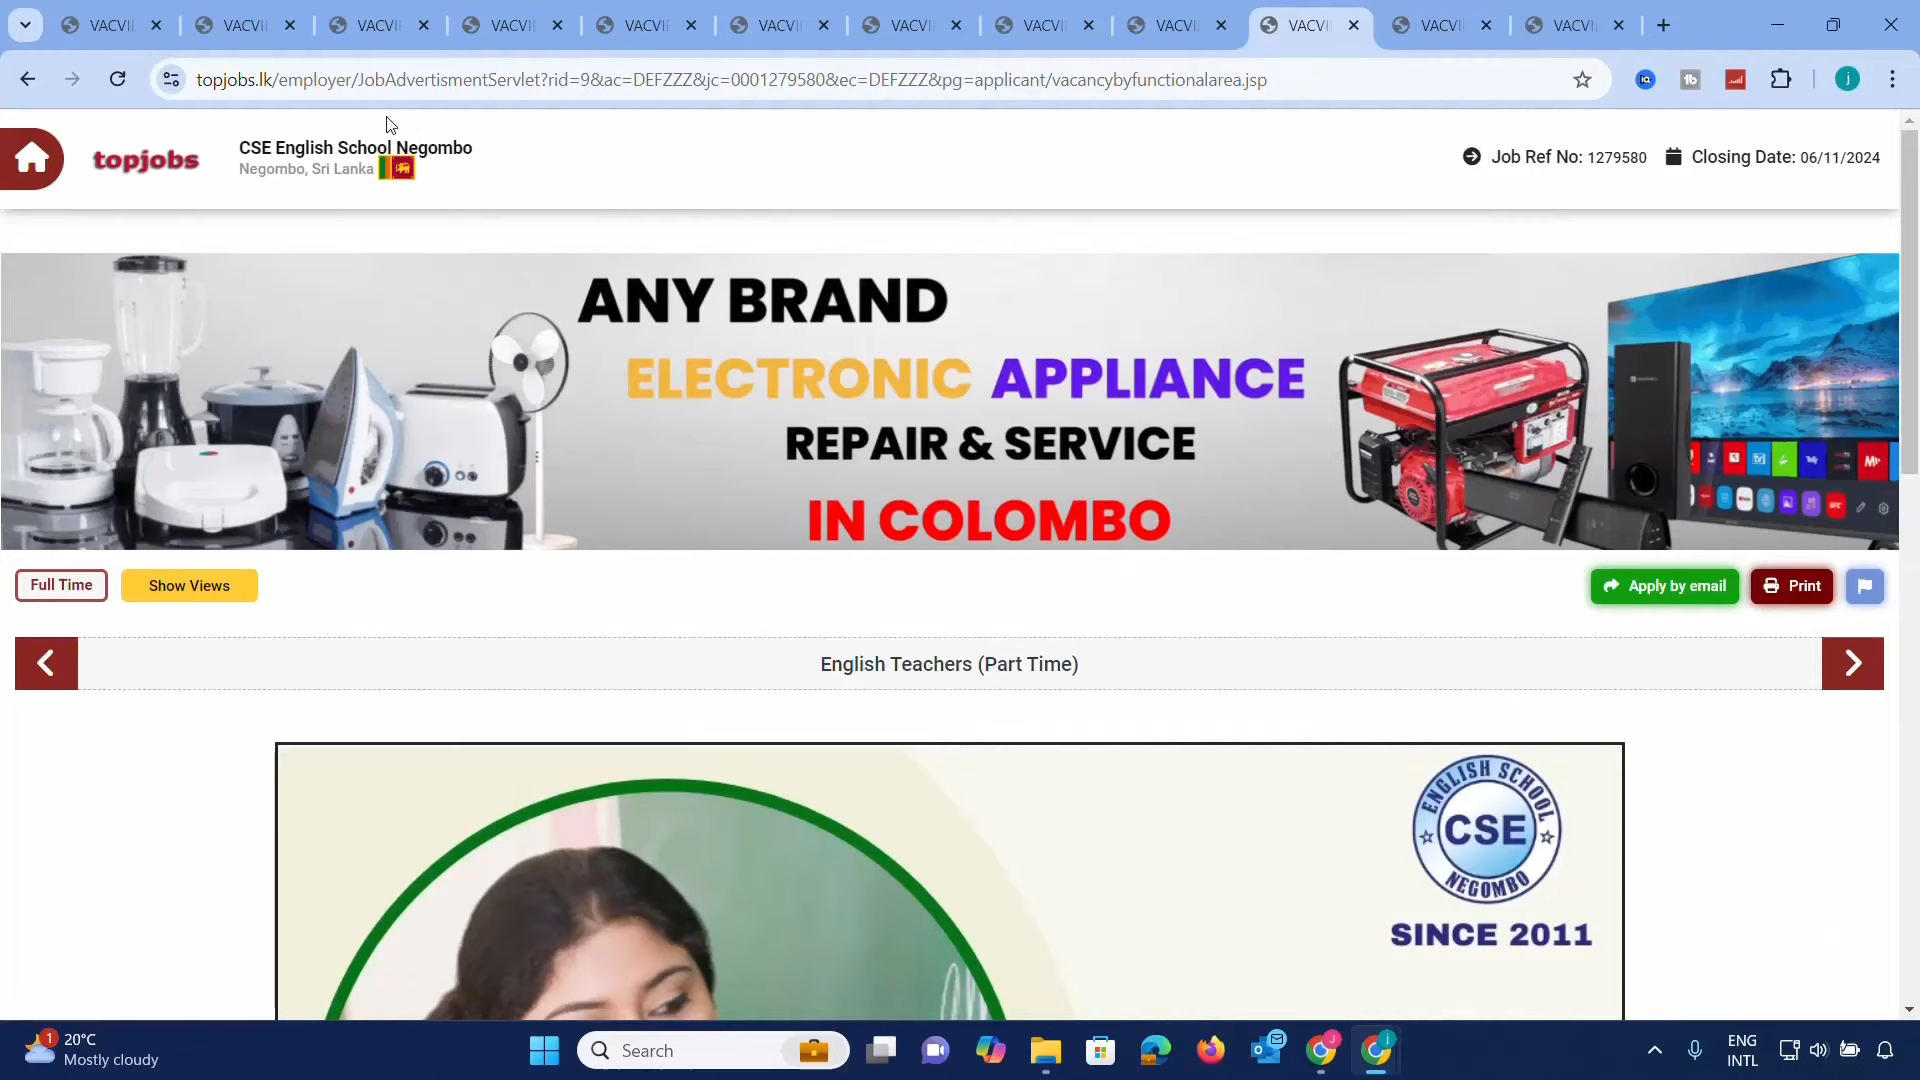 VACVI
VACVI
VACVI
VACVI
VACVI
VACVI
VACVI
VACVI
VACVI
VACVI
VACVI
VACVI
topjobs.lk/employer/JobAdvertismentServlet?rid=9&ac=DEFZZZ&jc=0001279580&ec=DEFZZZ&pg=applicant/vacancybyfunctionalarea.jsp
j
topjobs
CSE English School Negombo
Negombo, Sri Lanka
Job Ref No: 1279580
Closing Date: 06/11/2024
ANY BRAND
ELECTRONIC APPLIANCE
REPAIR & SERVICE
IN COLOMBO
Full Time
Show Views
Apply by email
Print
English Teachers (Part Time)
ENGLISH SCHOOL
CSE
NEGOMBO
SINCE 2011
1
20°C
Mostly cloudy
Search
ENG
INTL